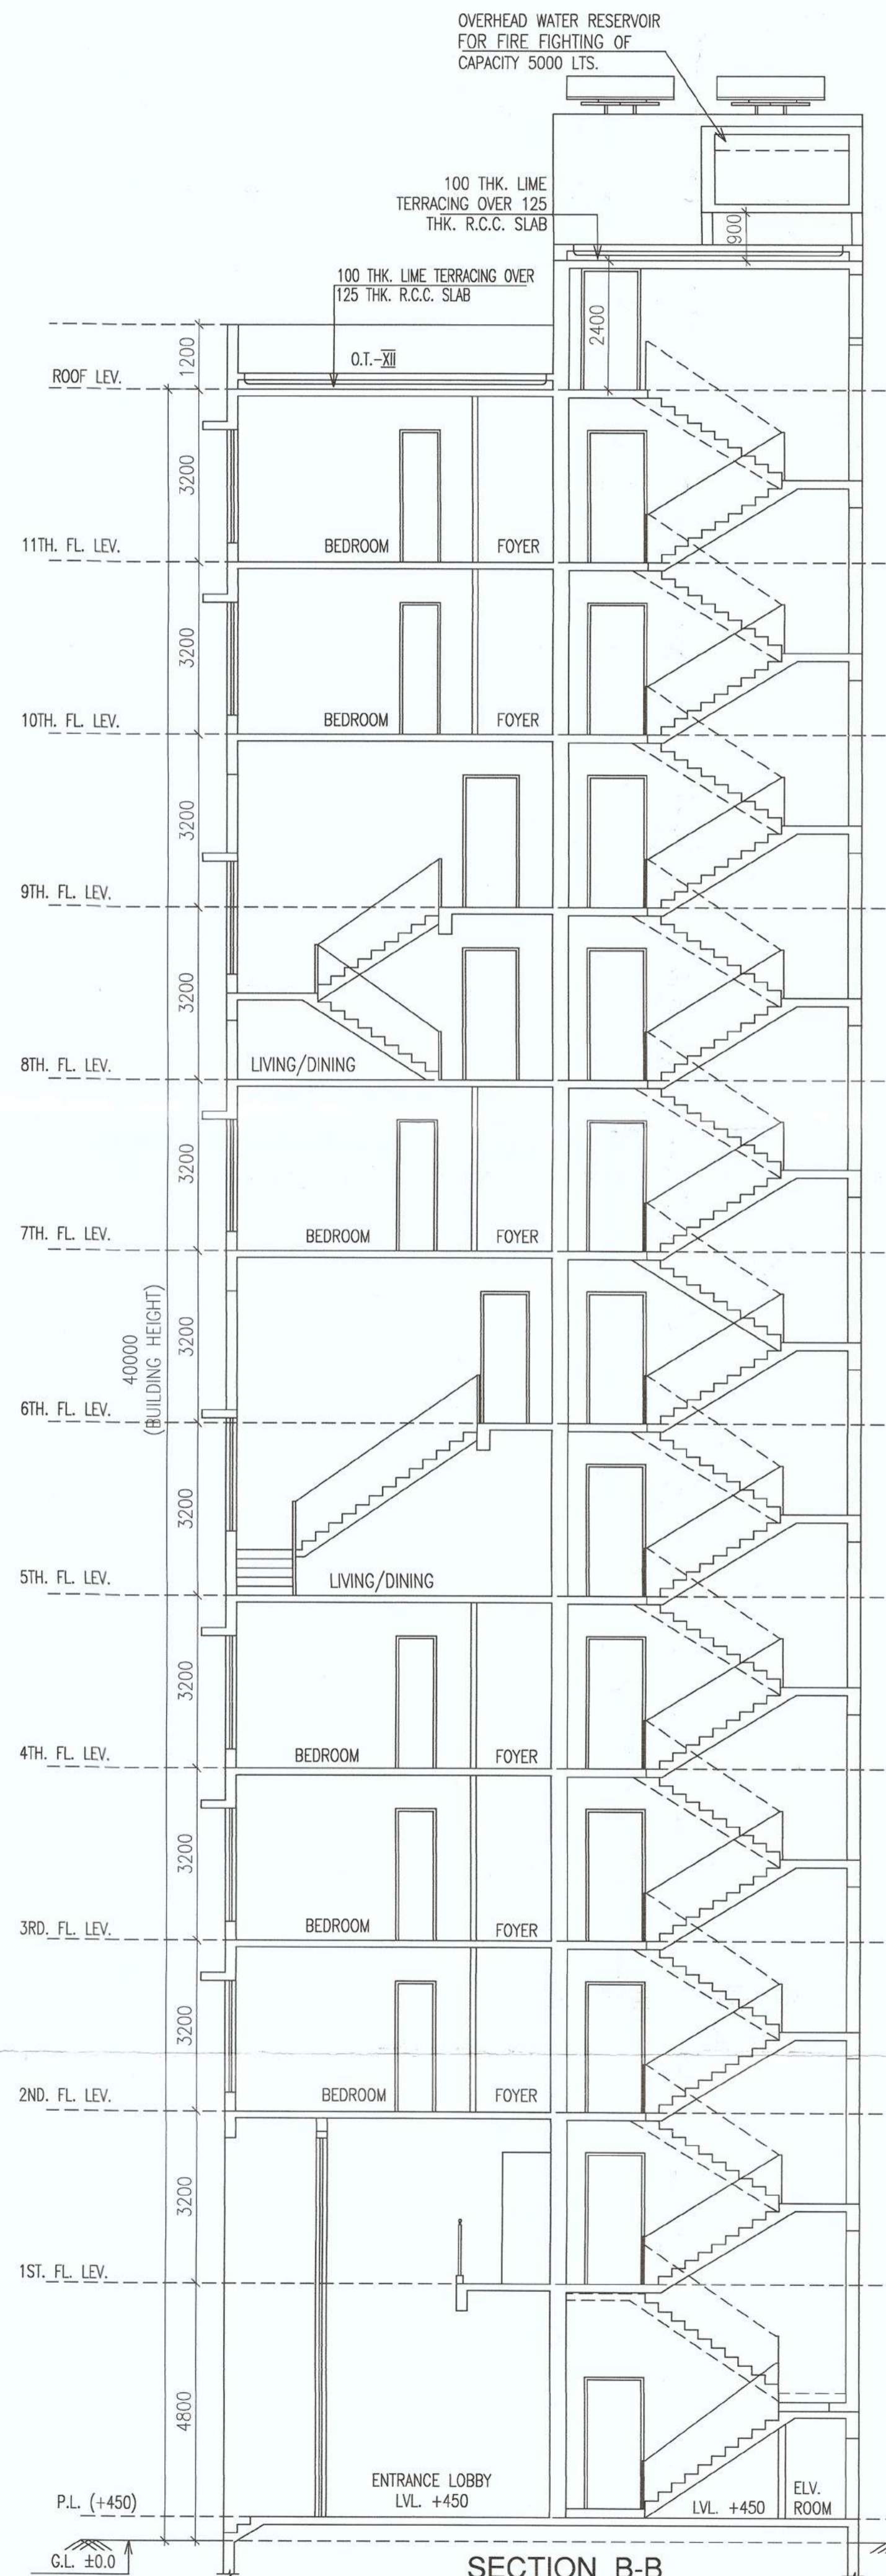 OVERHEAD WATER RESERVOIR
FOR FIRE FIGHTING OF
CAPACITY 5000 LTS.
100 THK. LIME
TERRACING OVER 125
THK. R.C.C. SLAB
900
100 THK. LIME TERRACING OVER
125 THK. R.C.C. SLAB
2400
1200
O.T.-XII
ROOF LEV.
3200
11TH. FL. LEV.
BEDROOM
FOYER
3200
10TH. FL. LEV.
BEDROOM
FOYER
3200
9TH. FL. LEV.
3200
8TH. FL. LEV.
LIVING/DINING
3200
7TH. FL. LEV.
BEDROOM
FOYER
40000
(BUILDING HEIGHT)
3200
6TH. FL. LEV.
3200
5TH. FL. LEV.
LIVING/DINING
3200
4TH. FL. LEV.
BEDROOM
FOYER
3200
3RD. FL. LEV.
BEDROOM
FOYER
3200
2ND. FL. LEV.
BEDROOM
FOYER
3200
1ST. FL. LEV.
4800
ENTRANCE LOBBY
LVL. +450
P.L. (+450)
LVL. +450
ELV.
ROOM
G.L. ±0.0
SECTION B-B